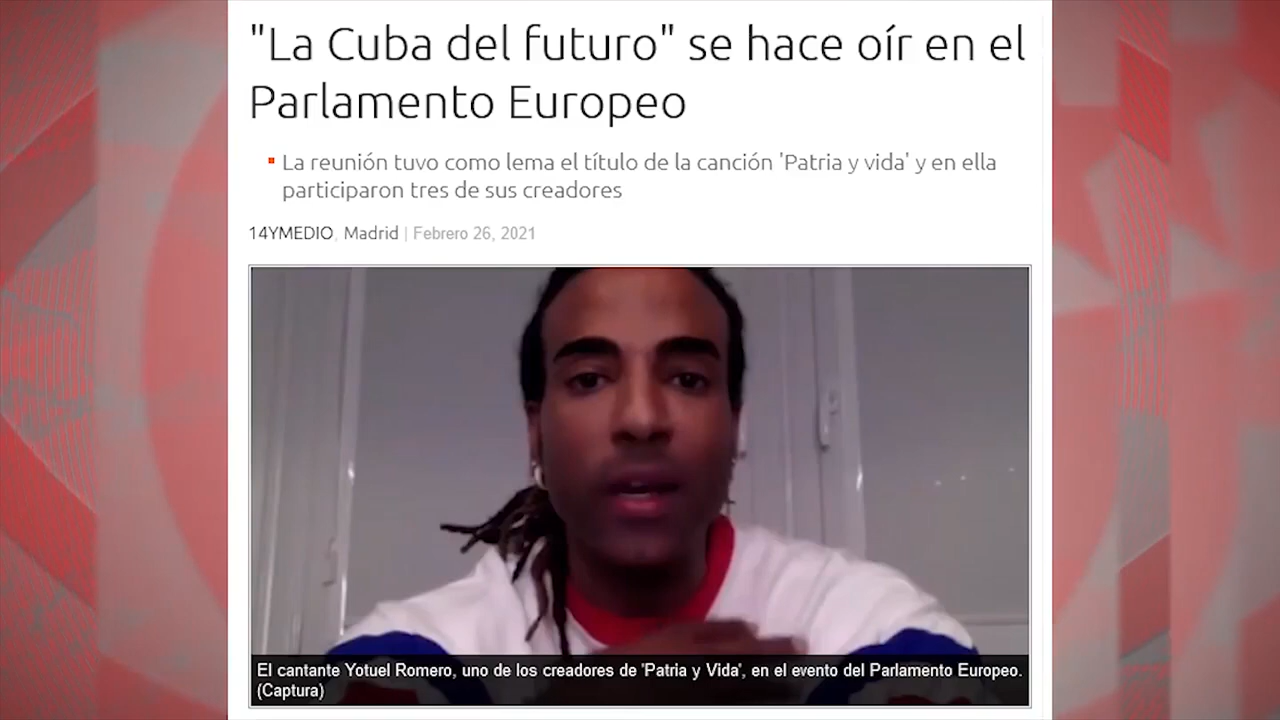 "La Cuba del futuro" se hace oír en el
Parlamento Europeo
La reunión tuvo como lema el título de la canción 'Patria y vida' y en ella
participaron tres de sus creadores
14YMEDIO, Madrid | Febrero 26, 2021
El cantante Yotuel Romero, uno de los creadores de 'Patria y Vida', en el evento del Parlamento Europeo.
(Captura)